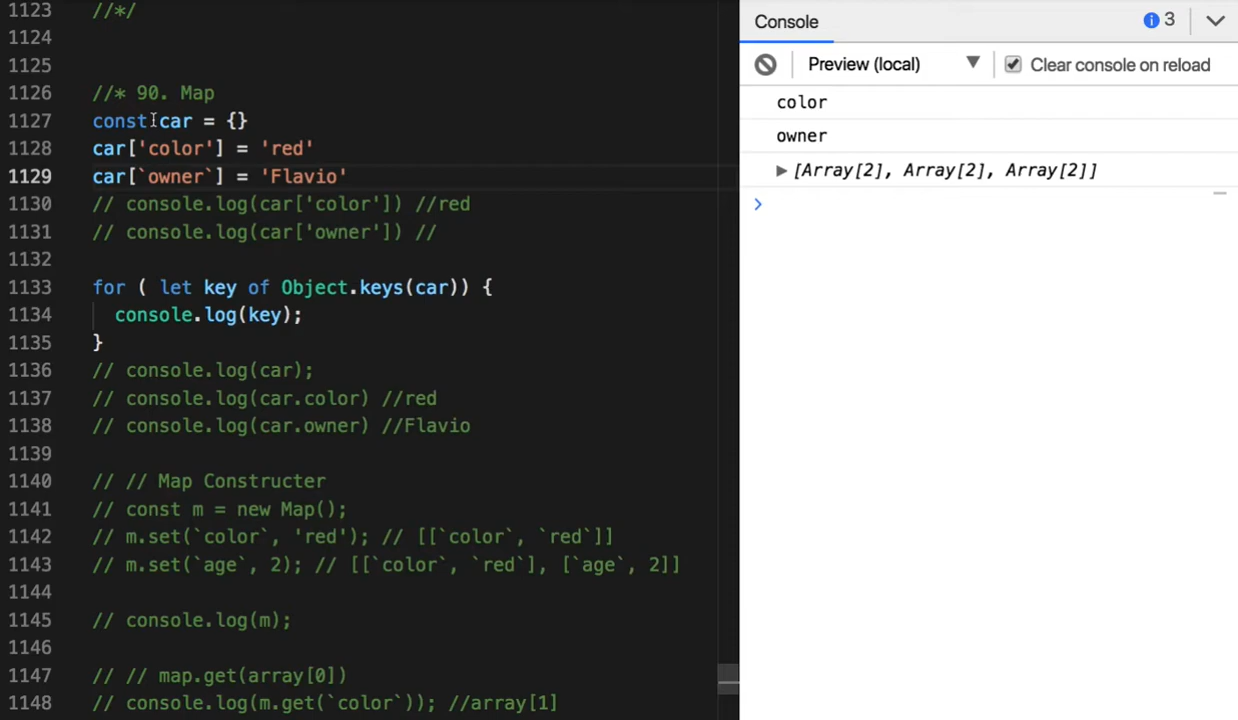 1123 //*/
1124
1125
1126 //* 90. Map
1127 const car = {}
1128 car['color'] = 'red'
1129 car[`owner`] = 'Flavio'
1130 // console.log(car['color']) //red
1131 // console.log(car['owner']) //
1132
1133 for ( let key of Object.keys(car)) {
1134 console.log(key);
1135 }
1136 // console.log(car);
1137 // console.log(car.color) //red
1138 // console.log(car.owner) //Flavio
1139
1140 // // Map Constructer
1141 // const m = new Map();
1142 // m.set(`color`, 'red'); // [[`color`, `red`]]
1143 // m.set(`age`, 2); // [[`color`, `red`], [`age`, 2]]
1144
1145 // console.log(m);
1146
1147 // // map.get(array[0])
1148 // console.log(m.get(`color`)); //array[1]
Console 3
Preview (local) Clear console on reload
color
owner
[Array[2], Array[2], Array[2]]